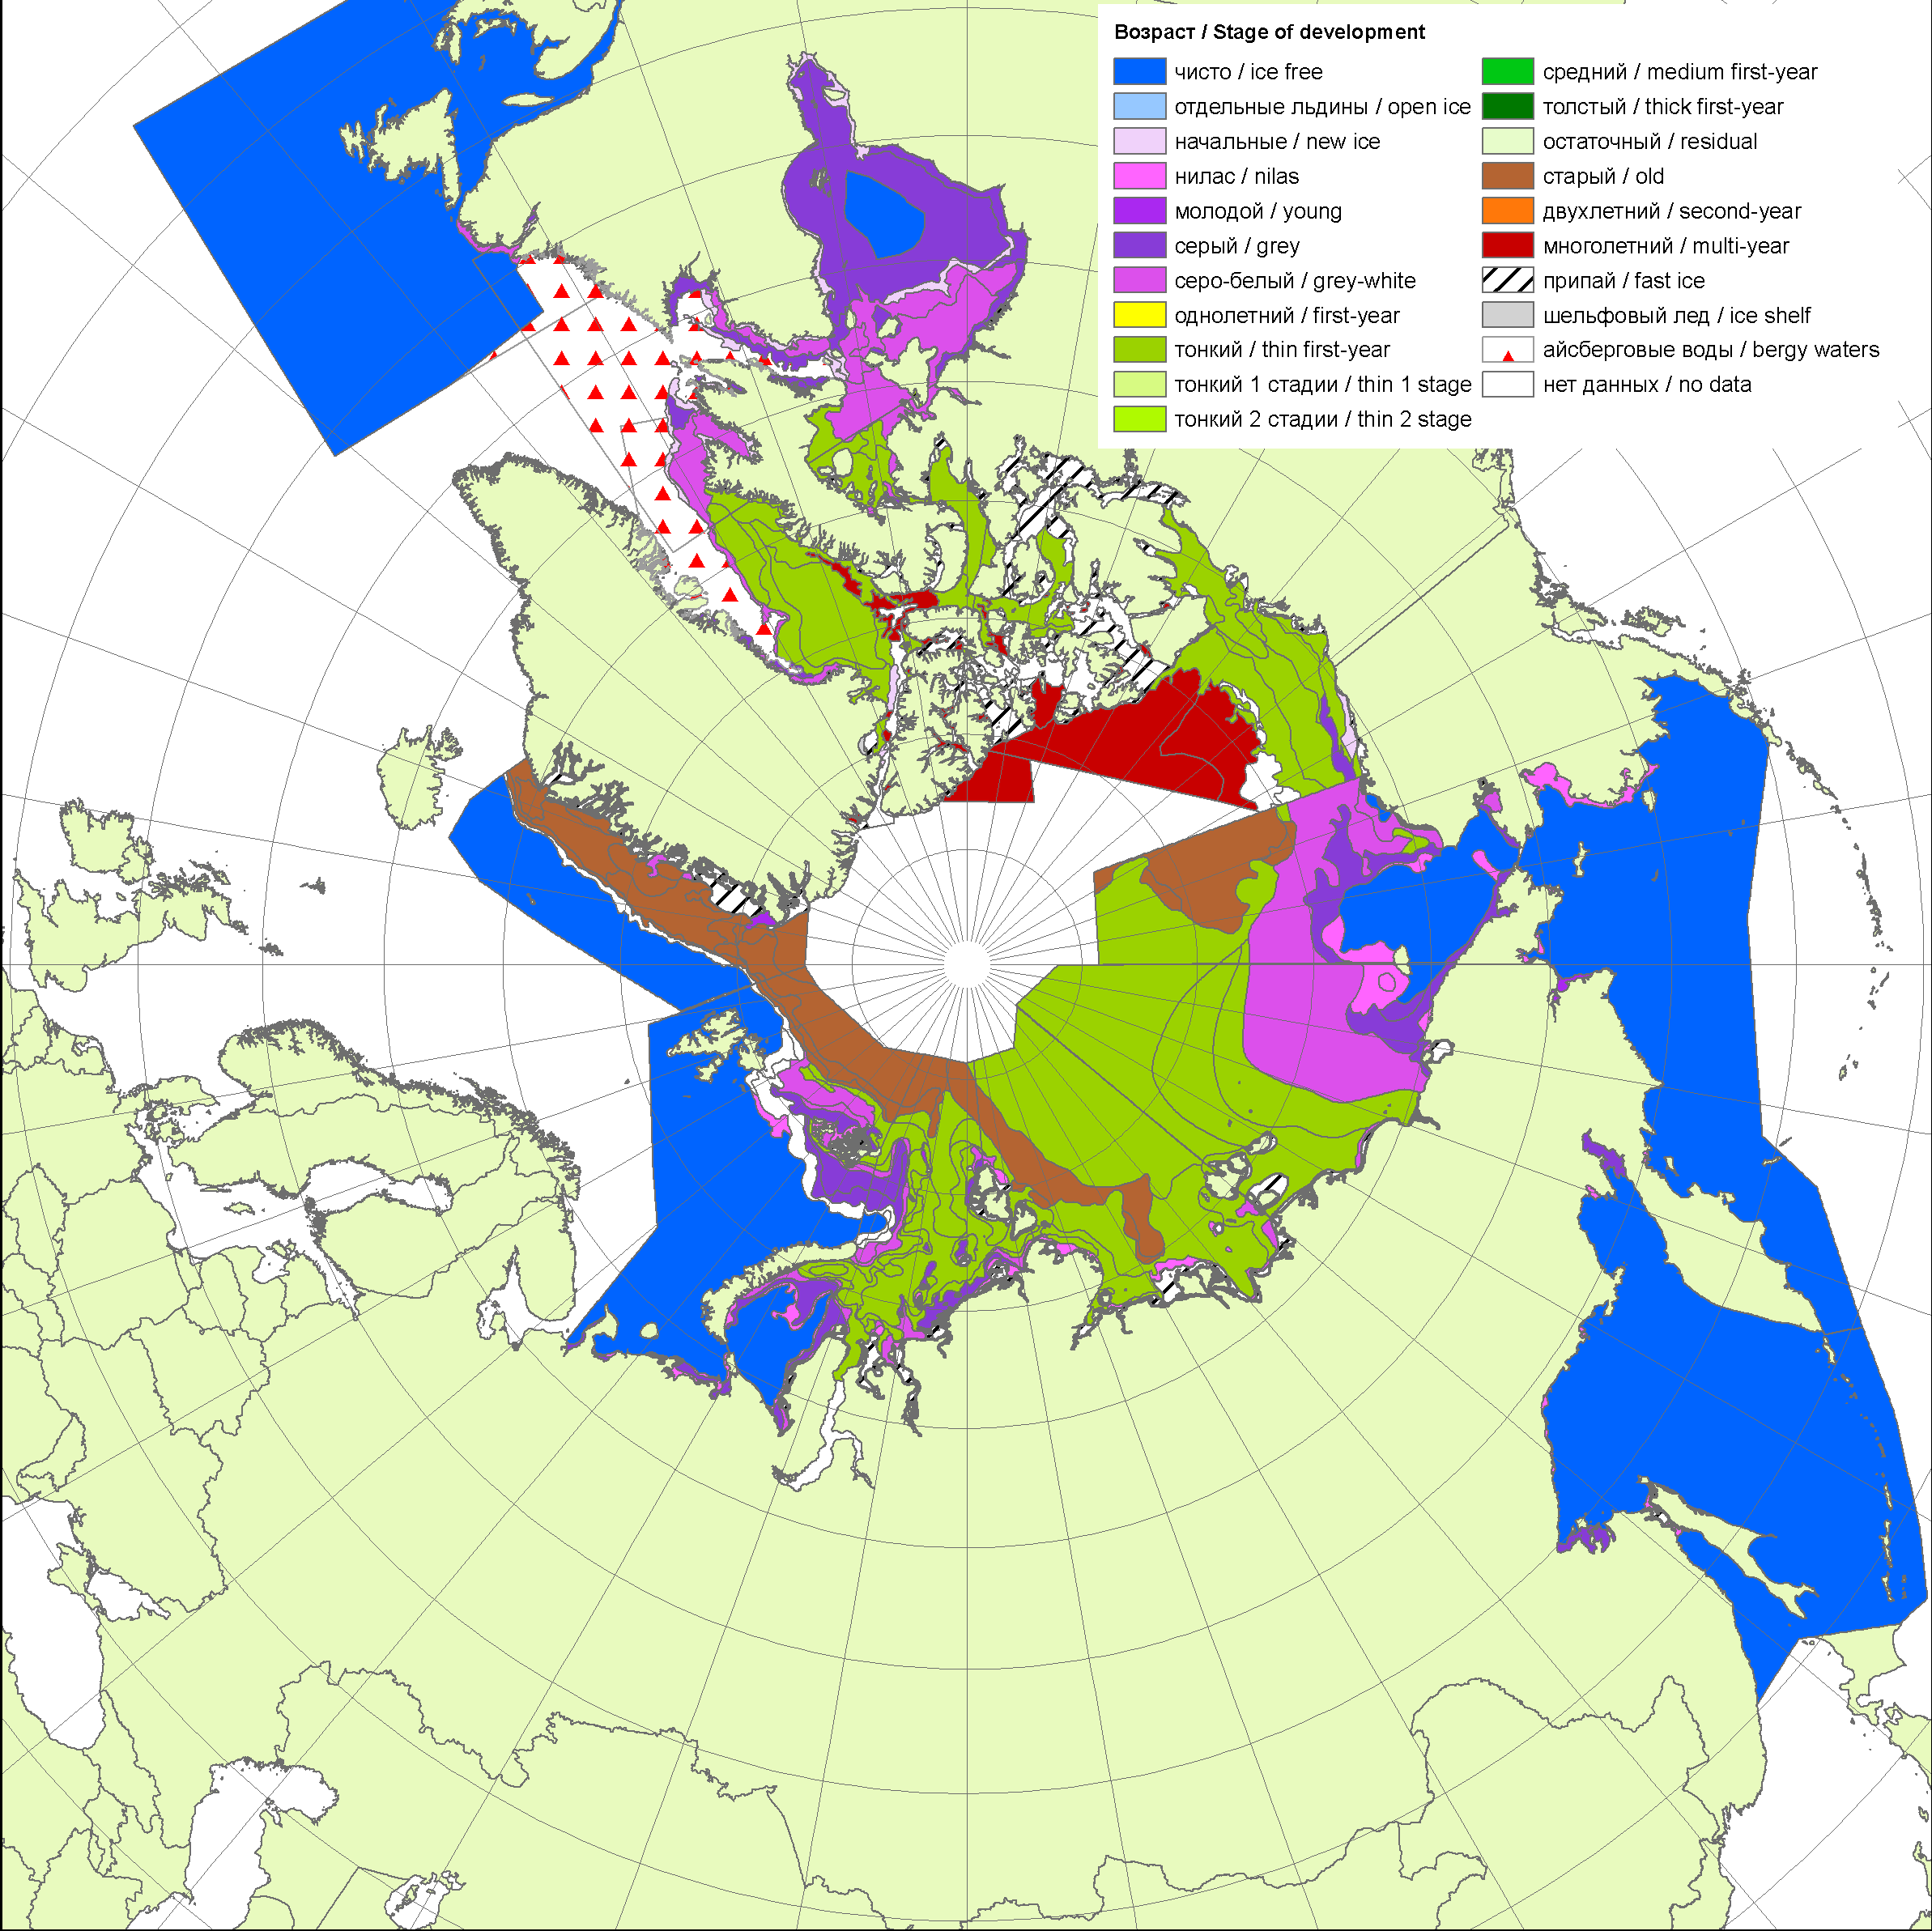 Возраст / Stage of development
чисто / ice free
отдельные льдины / open ice
начальные / new ice
нилас / nilas
молодой / young
серый / grey
серо-белый / grey-white
однолетний / first-year
тонкий / thin first-year
тонкий 1 стадии / thin 1 stage
тонкий 2 стадии / thin 2 stage
средний / medium first-year
толстый / thick first-year
остаточный / residual
старый / old
двухлетний / second-year
многолетний / multi-year
припай / fast ice
шельфовый лед / ice shelf
айсберговые воды / bergy waters
нет данных / no data